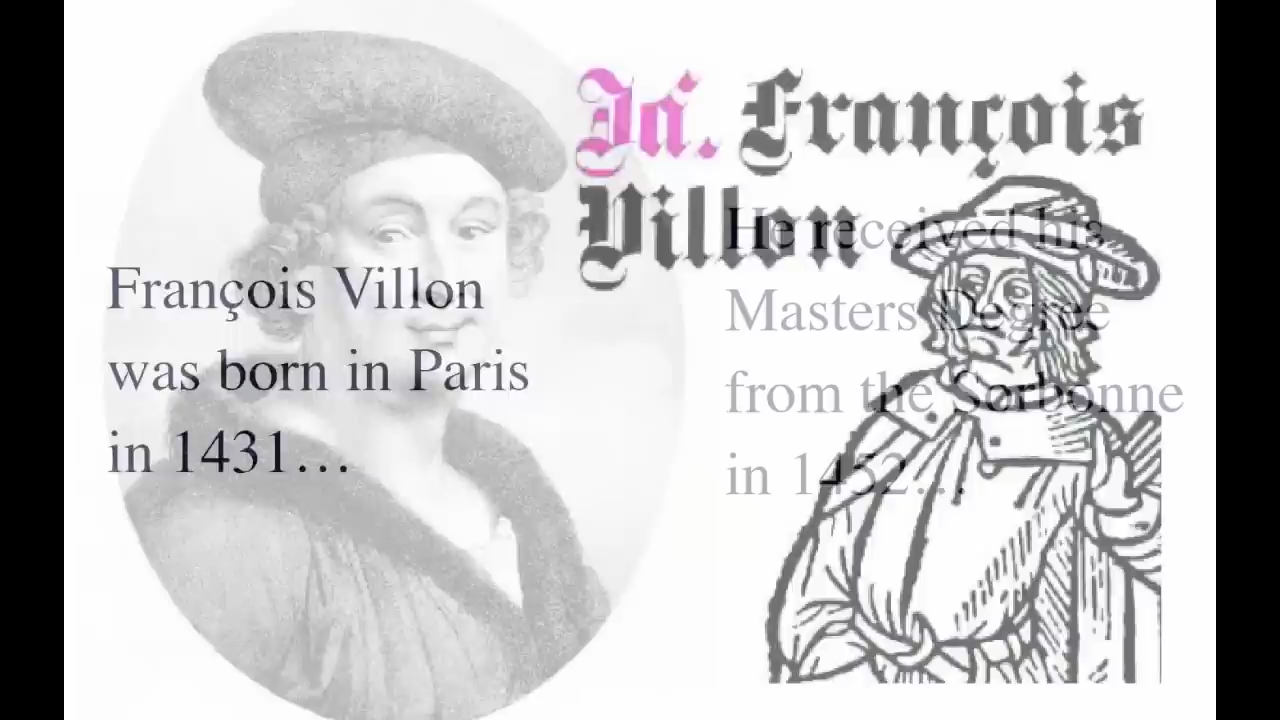 Já. François
Villon
François Villon
was born in Paris
in 1431…
He received his
Masters Degree
from the Sorbonne
in 1452…